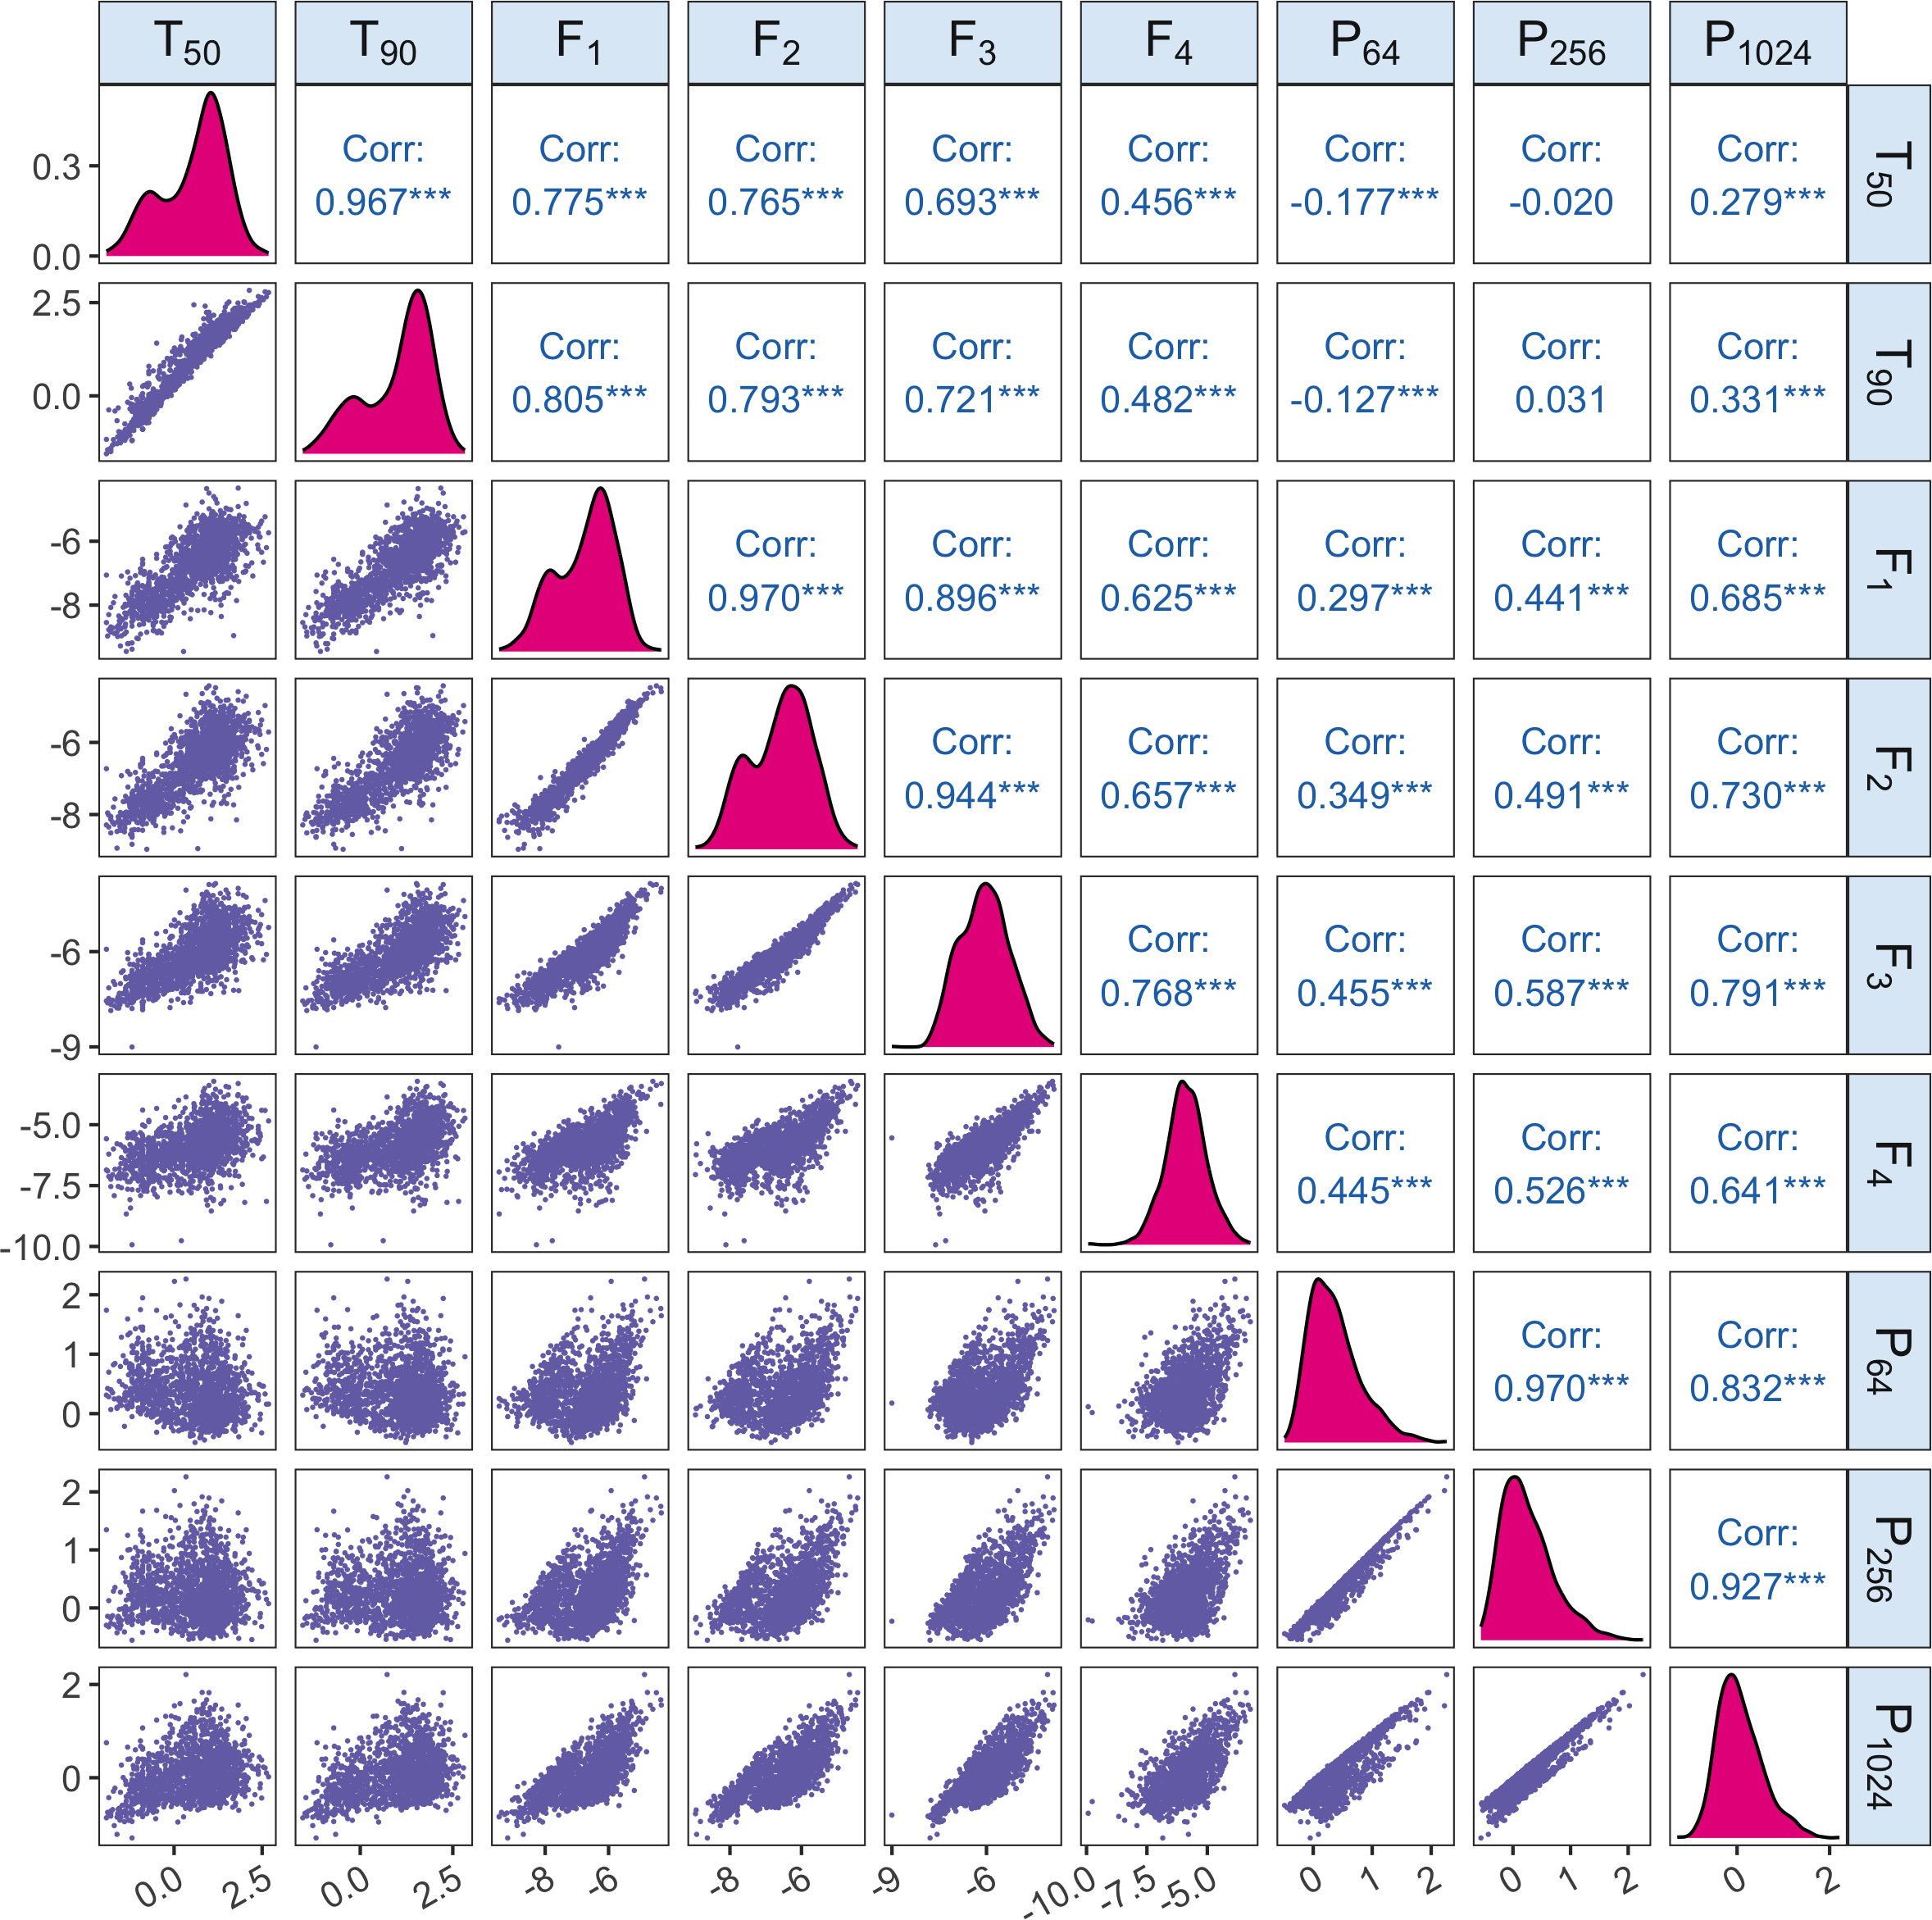 T50 T90 F1 F2 F3 F4 P64 P256 P1024
0.3
0.0
Corr: Corr: Corr: Corr: Corr: Corr: Corr: Corr:
0.967*** 0.775*** 0.765*** 0.693*** 0.456*** -0.177*** -0.020 0.279***
T50
2.5
0.0
Corr: Corr: Corr: Corr: Corr: Corr: Corr:
0.805*** 0.793*** 0.721*** 0.482*** -0.127*** 0.031 0.331***
T90
-6
-8
Corr: Corr: Corr: Corr: Corr: Corr:
0.970*** 0.896*** 0.625*** 0.297*** 0.441*** 0.685***
F1
-6
-8
Corr: Corr: Corr: Corr: Corr:
0.944*** 0.657*** 0.349*** 0.491*** 0.730***
F2
-6
-9
Corr: Corr: Corr: Corr:
0.768*** 0.455*** 0.587*** 0.791***
F3
-5.0
-7.5
-10.0
Corr: Corr: Corr:
0.445*** 0.526*** 0.641***
F4
2
1
0
Corr: Corr:
0.970*** 0.832***
P64
2
1
0
Corr:
0.927***
P256
2
0
P1024
0.0 2.5 0.0 2.5 -8 -6 -8 -6 -9 -6 -10.0 -7.5 -5.0 0 1 2 0 1 2 0 2